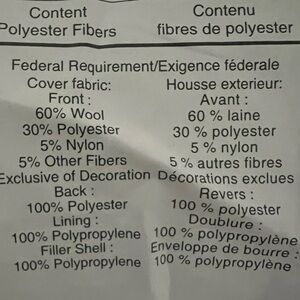 Content Contenu
Polyester Fibers fibres de polyester
Federal Requirement/Exigence féderale
Cover fabric: Housse exterieur:
Front : Avant :
60% Wool 60 % laine
30% Polyester 30 % polyester
5% Nylon 5 % nylon
5% Other Fibers 5 % autres fibres
Exclusive of Decoration Décorations exclues
Back : Revers :
100% Polyester 100 % polyester
Lining : Doublure :
100% Polypropylene 100 % polypropylène
Filler Shell : Enveloppe de bourre :
100% Polypropylene 100 % polypropylène